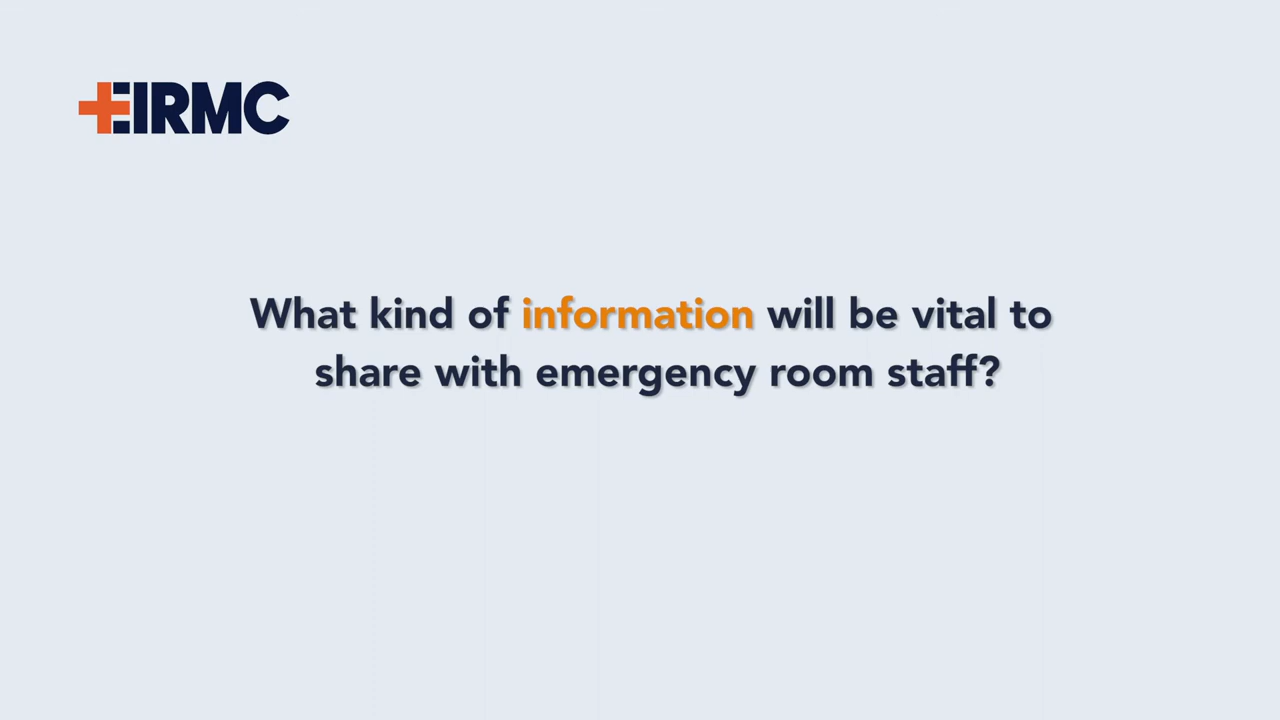 EIRMC
What kind of information will be vital to
share with emergency room staff?